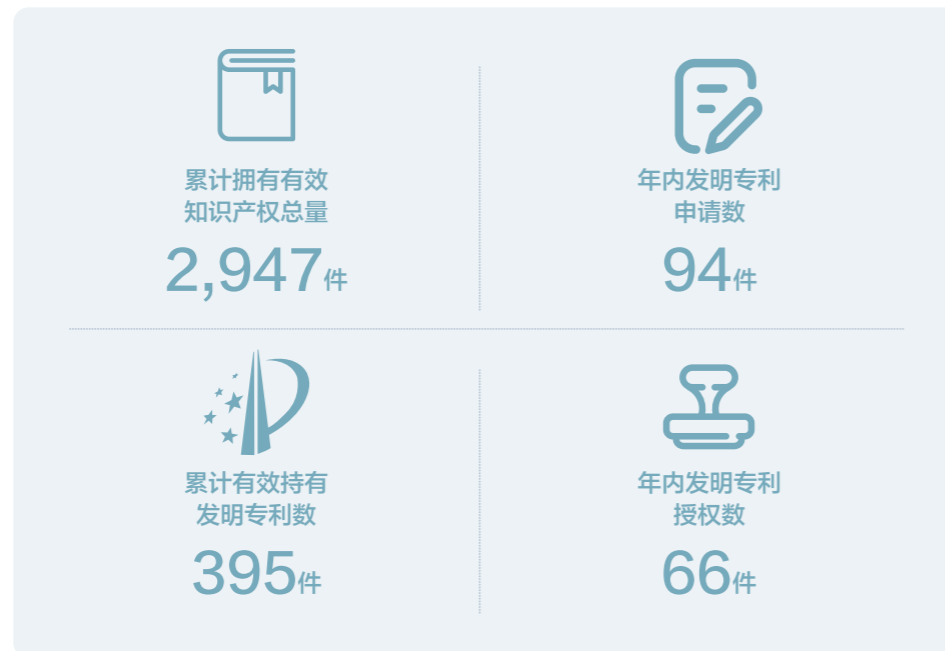 累计拥有有效
知识产权总量
2,947件
年内发明专利
申请数
94件
累计有效持有
发明专利数
395件
年内发明专利
授权数
66件